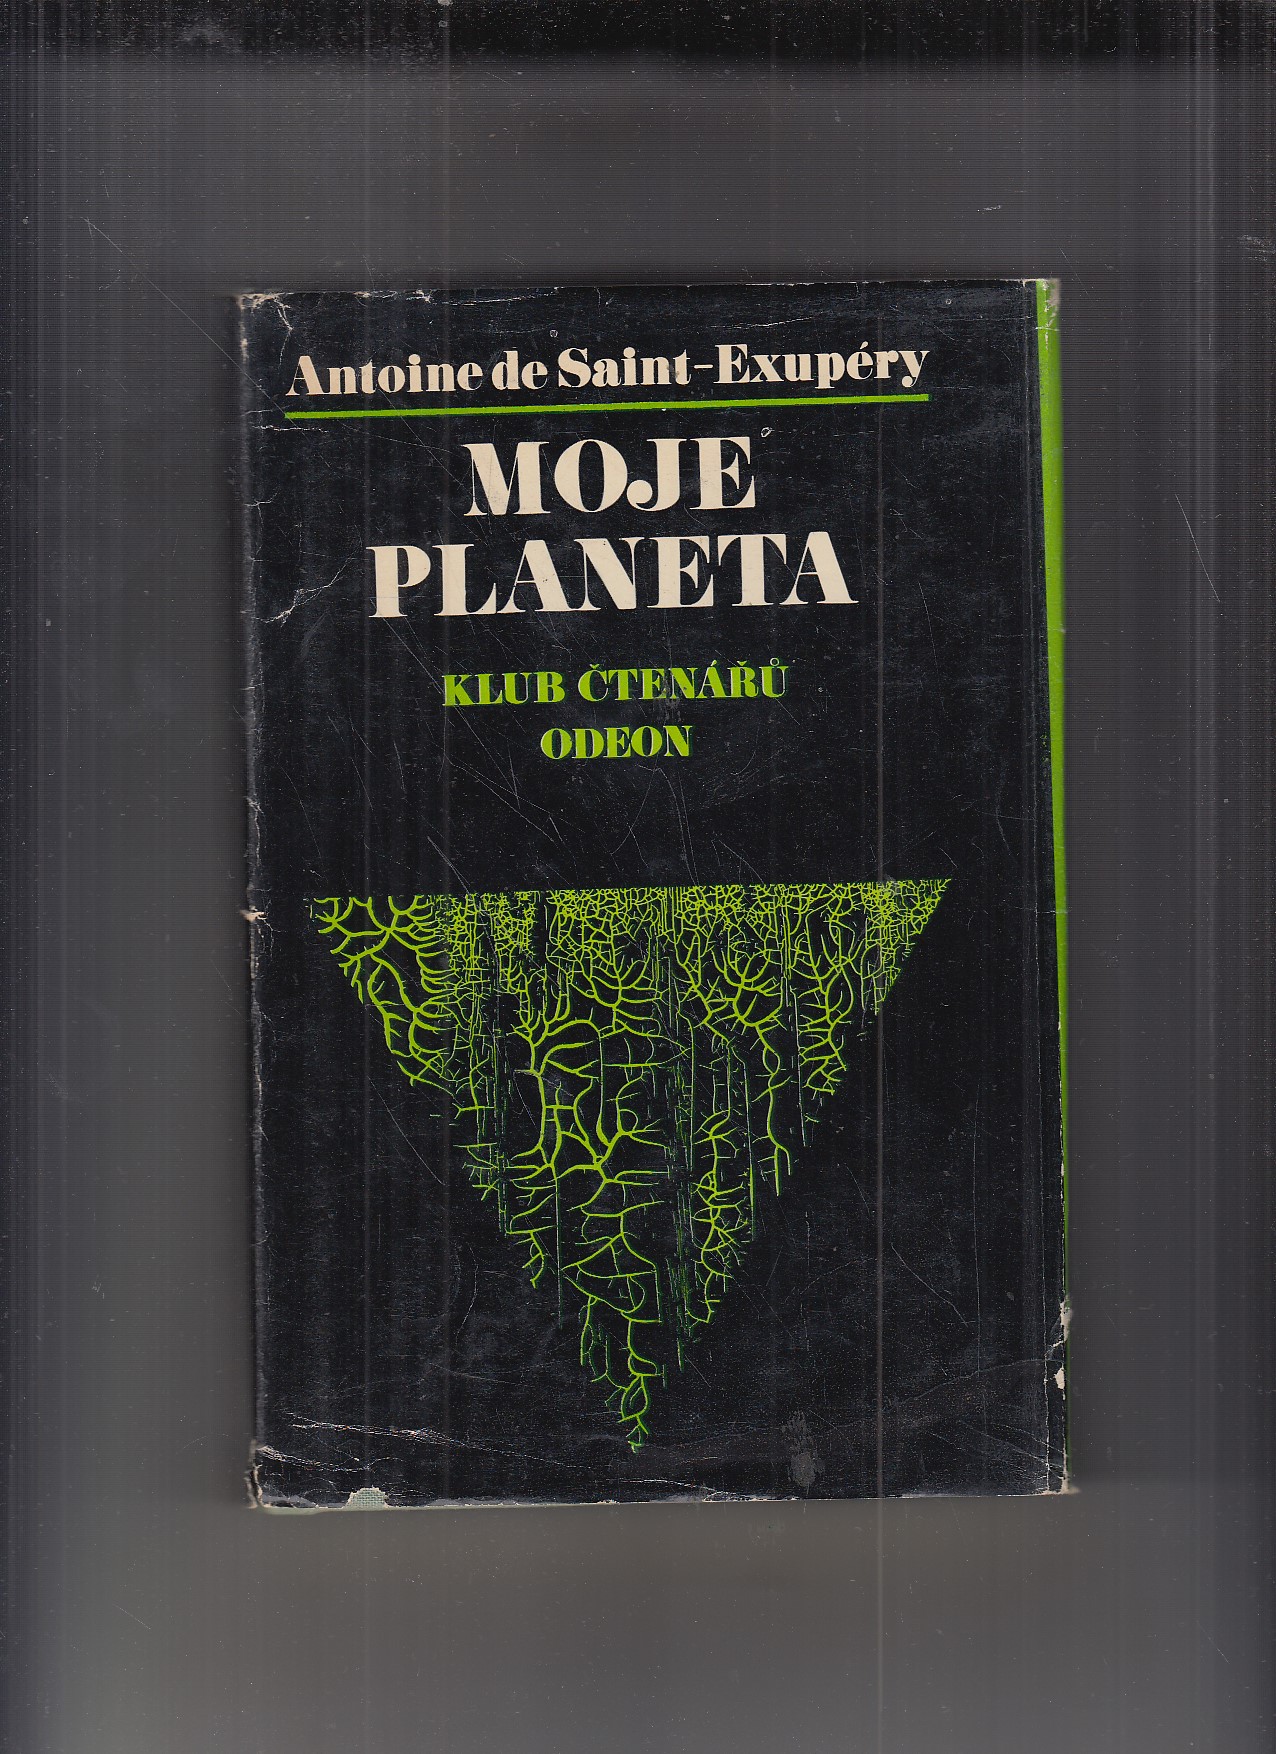 Antoine de Saint-Exupéry
MOJE
PLANETA
KLUB ČTENÁŘŮ
ODEON